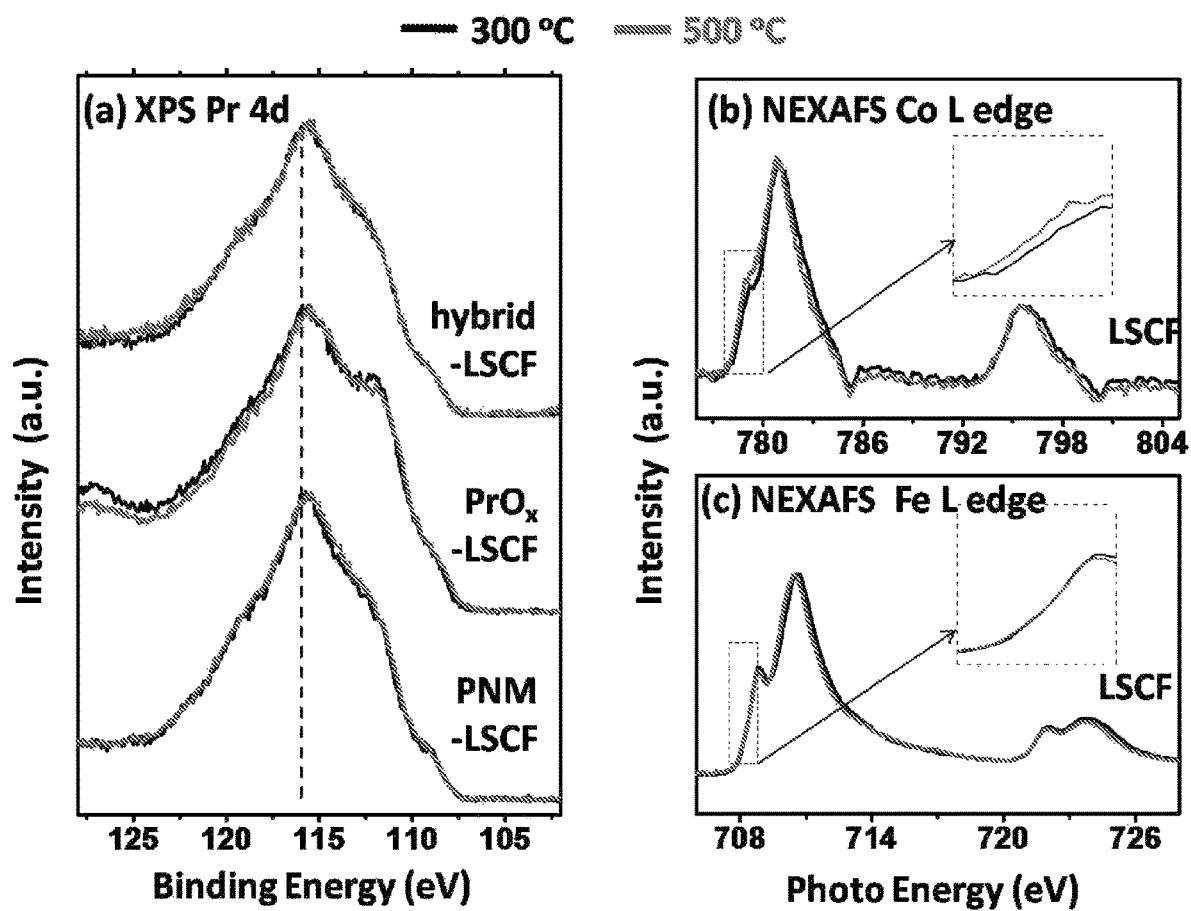 300 °C 500 °C
(a) XPS Pr 4d
hybrid
-LSCF
PrOx
-LSCF
PNM
-LSCF
125 120 115 110 105
Binding Energy (eV)
Intensity (a.u.)
(b) NEXAFS Co L edge
LSCF
780 786 792 798 804
Intensity (a.u.)
(c) NEXAFS Fe L edge
LSCF
708 714 720 726
Photo Energy (eV)
Intensity (a.u.)